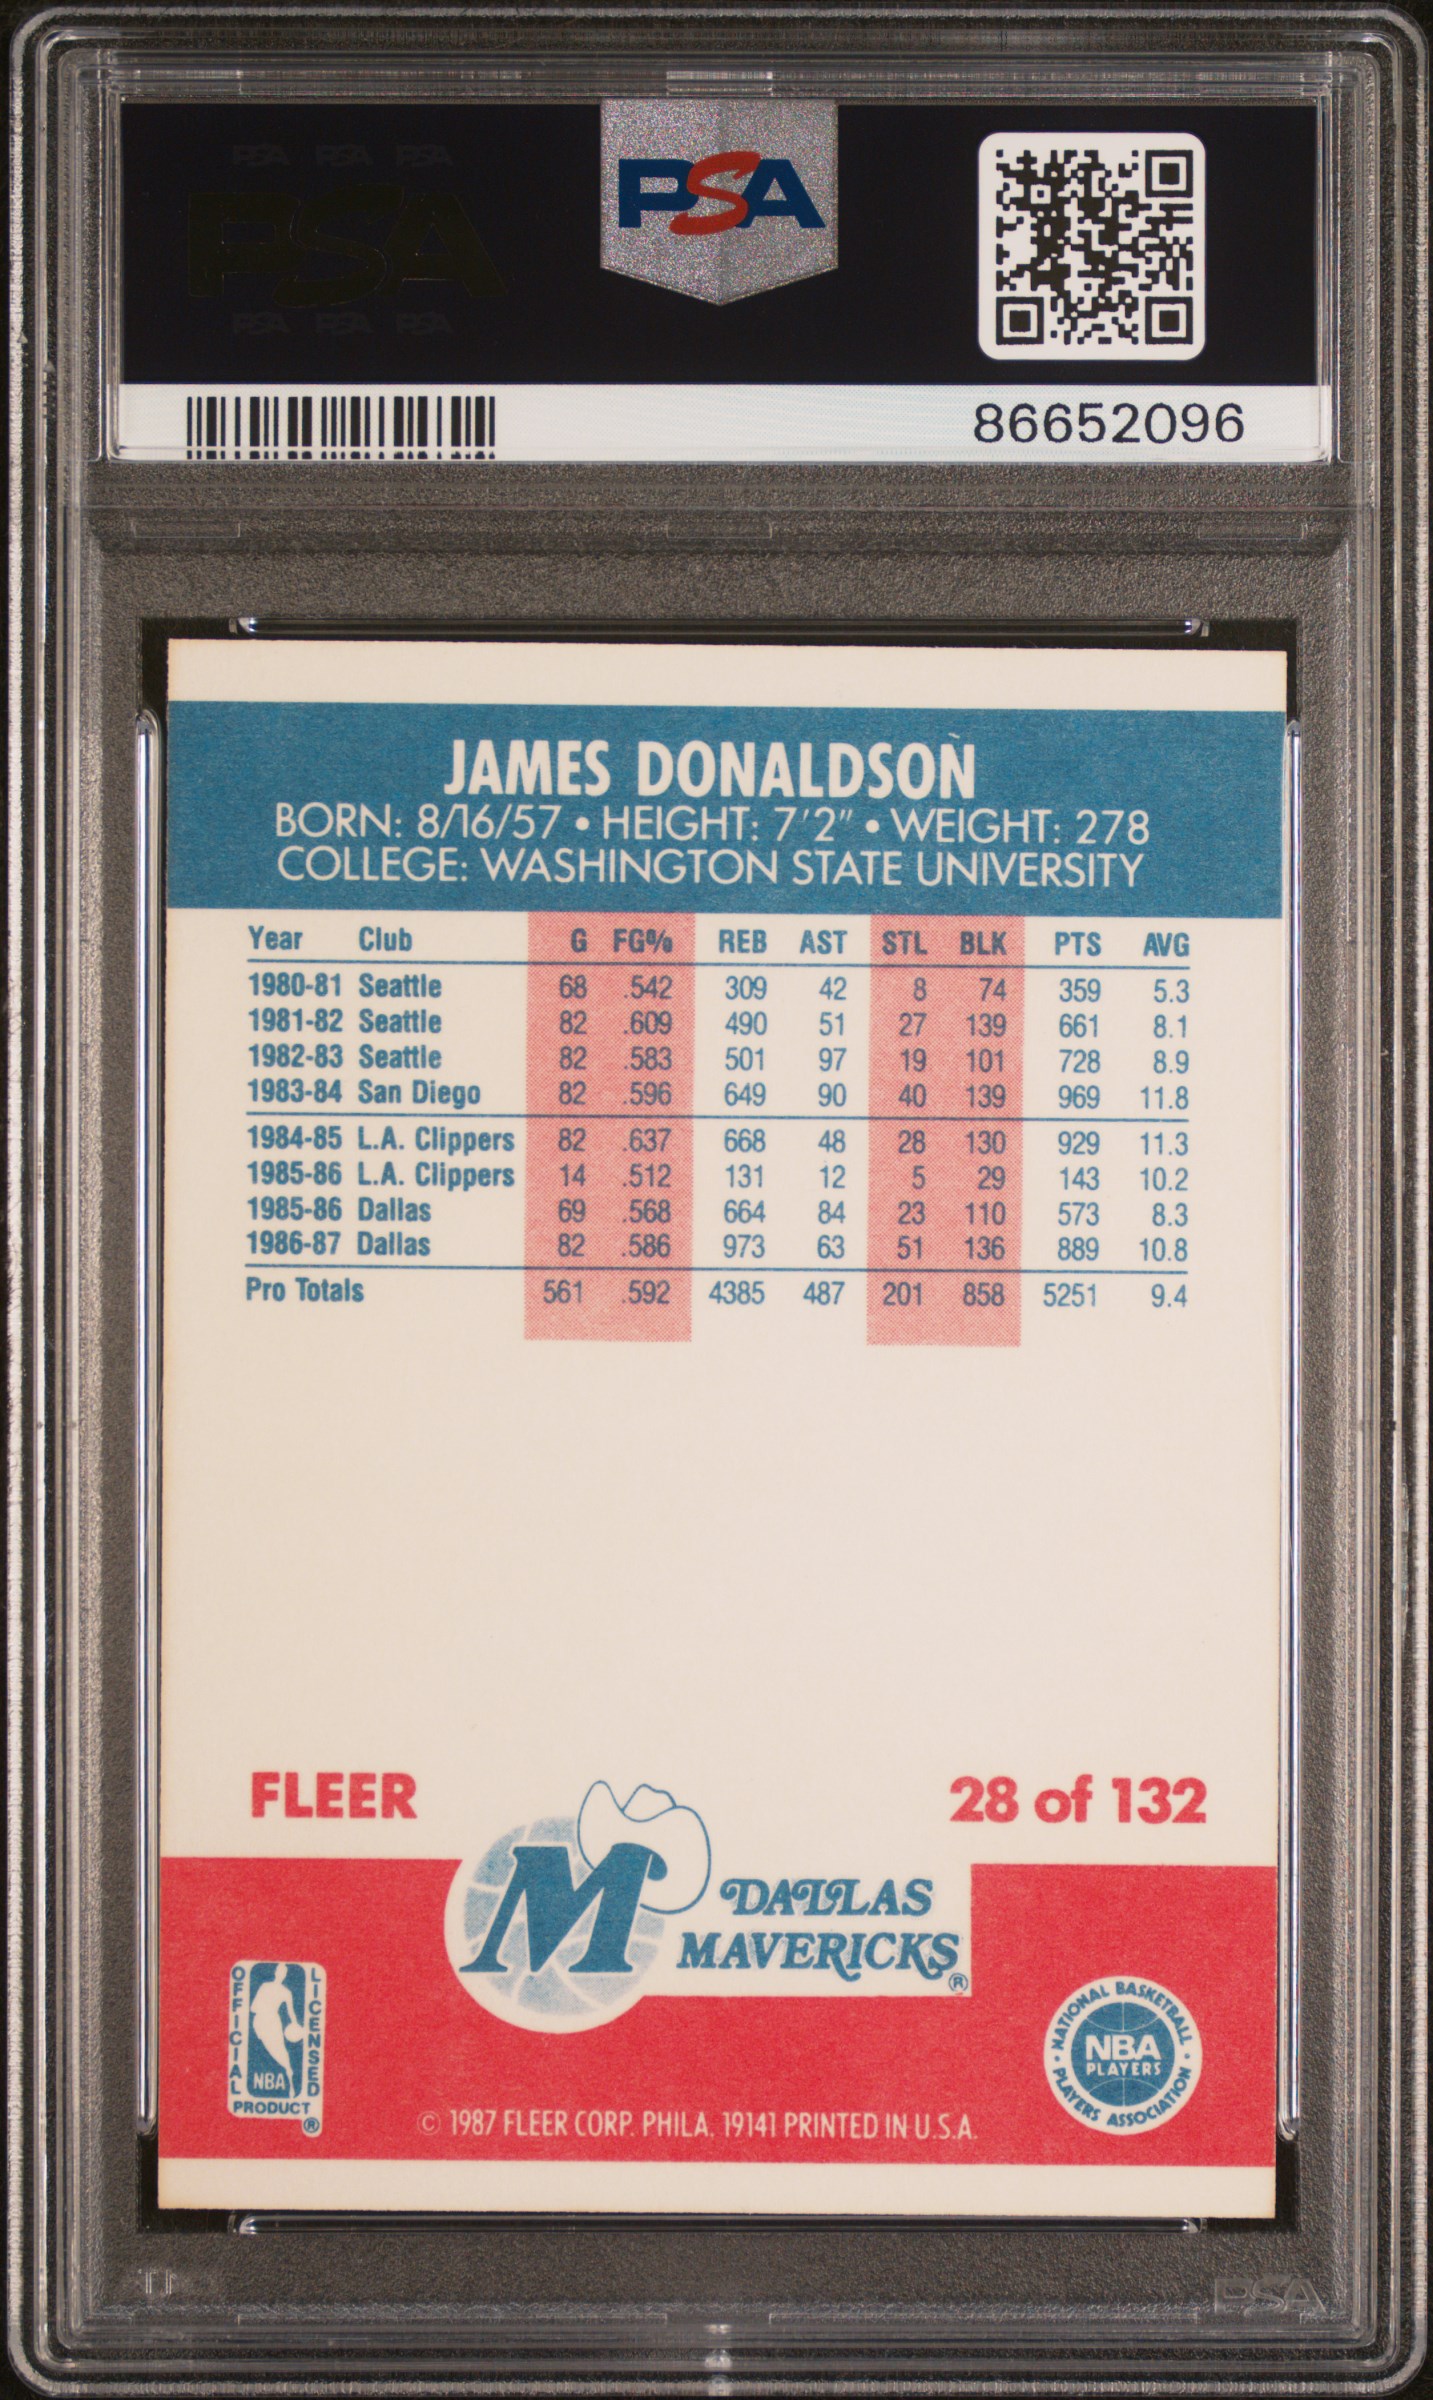 PSA PSA PSA
PSA
PSA PSA PSA
PSA
86652096
JAMES DONALDSON
BORN: 8/16/57 • HEIGHT: 7'2" • WEIGHT: 278
COLLEGE: WASHINGTON STATE UNIVERSITY
Year Club G FG% REB AST STL BLK PTS AVG
1980-81 Seattle 68 .542 309 42 8 74 359 5.3
1981-82 Seattle 82 .609 490 51 27 139 661 8.1
1982-83 Seattle 82 .583 501 97 19 101 728 8.9
1983-84 San Diego 82 .596 649 90 40 139 969 11.8
1984-85 L.A. Clippers 82 .637 668 48 28 130 929 11.3
1985-86 L.A. Clippers 14 .512 131 12 5 29 143 10.2
1985-86 Dallas 69 .568 664 84 23 110 573 8.3
1986-87 Dallas 82 .586 973 63 51 136 889 10.8
Pro Totals 561 .592 4385 487 201 858 5251 9.4
FLEER
28 of 132
M
DALLAS
MAVERICKS®
OFFICIAL LICENSED
NBA
PRODUCT
®
NATIONAL BASKETBALL
NBA
PLAYERS
PLAYERS ASSOCIATION
© 1987 FLEER CORP. PHILA. 19141 PRINTED IN U.S.A.
PSA